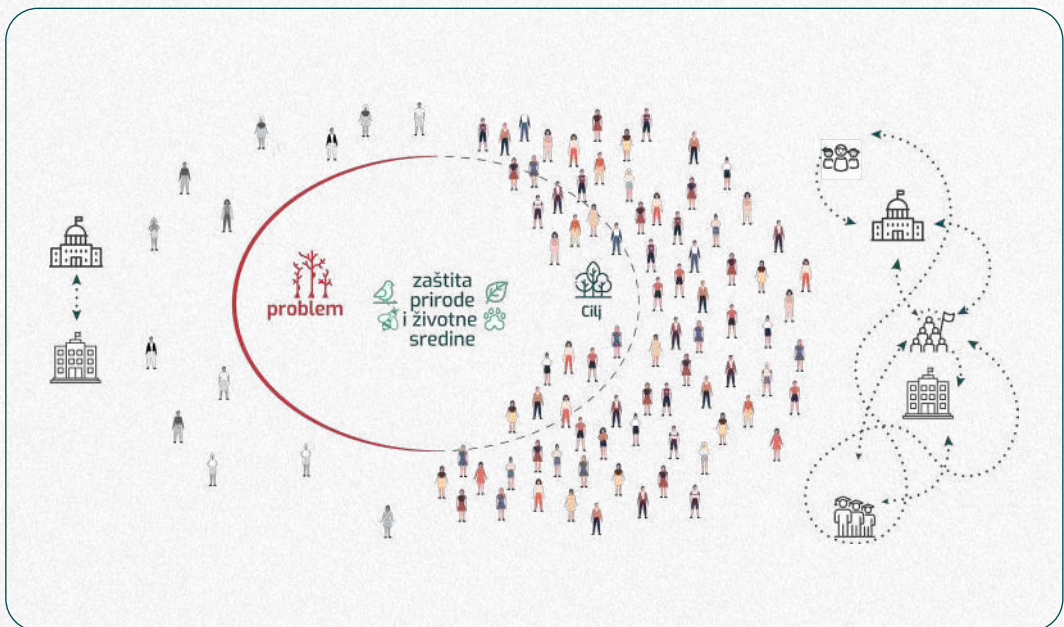 problem
zaštita
prirode
i životne
sredine
Cilj